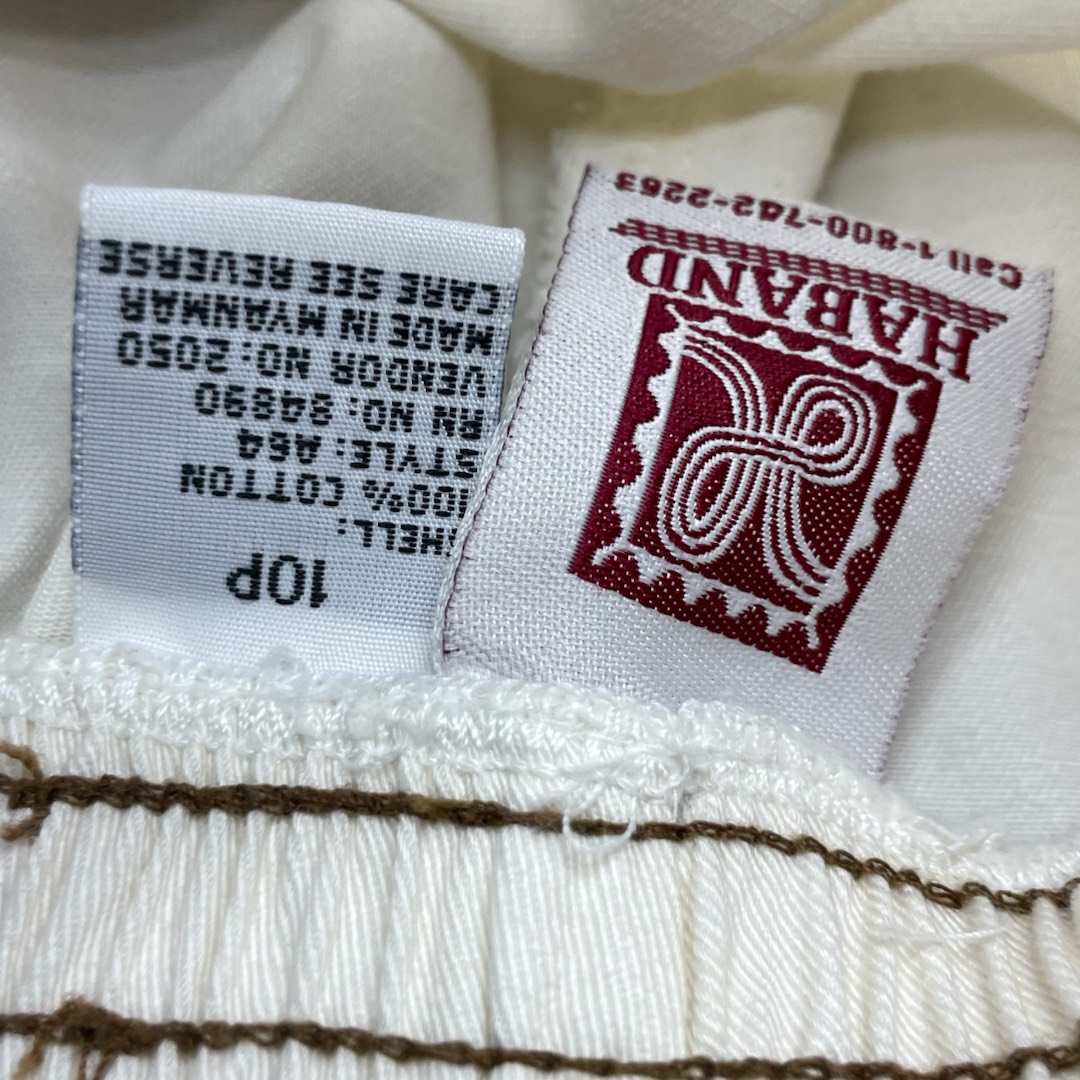 10P
SHELL:
100% COTTON
STYLE: A64
RN NO: 84890
VENDOR NO: 2050
MADE IN MYANMAR
CARE SEE REVERSE
HABAND
Call 1-800-742-2263